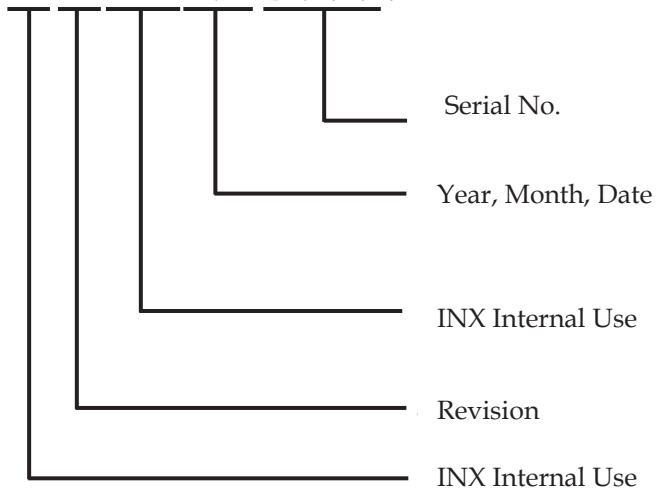 Serial No.
Year, Month, Date
INX Internal Use
Revision
INX Internal Use